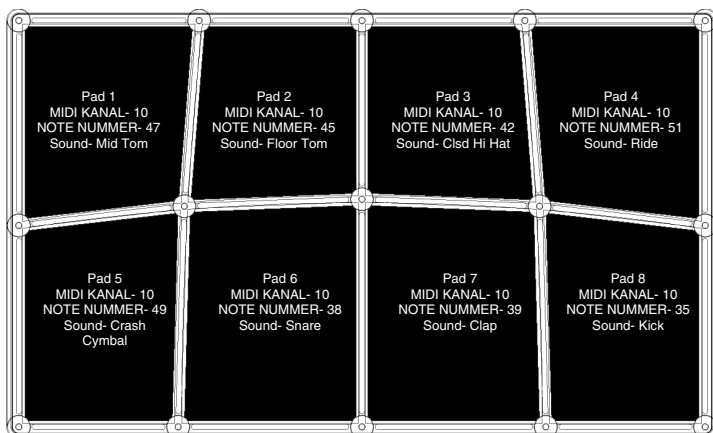 Pad 1
MIDI KANAL- 10
NOTE NUMMER- 47
Sound- Mid Tom
Pad 2
MIDI KANAL- 10
NOTE NUMMER- 45
Sound- Floor Tom
Pad 3
MIDI KANAL- 10
NOTE NUMMER- 42
Sound- Clsd Hi Hat
Pad 4
MIDI KANAL- 10
NOTE NUMMER- 51
Sound- Ride
Pad 5
MIDI KANAL- 10
NOTE NUMMER- 49
Sound- Crash
Cymbal
Pad 6
MIDI KANAL- 10
NOTE NUMMER- 38
Sound- Snare
Pad 7
MIDI KANAL- 10
NOTE NUMMER- 39
Sound- Clap
Pad 8
MIDI KANAL- 10
NOTE NUMMER- 35
Sound- Kick